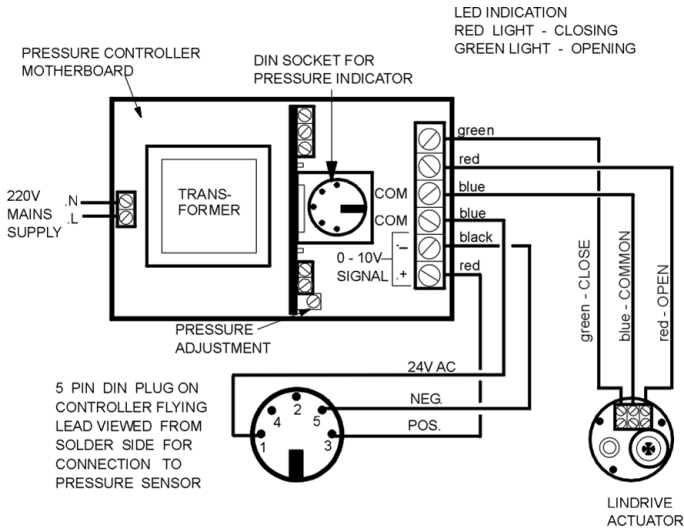 LED INDICATION
RED LIGHT - CLOSING
GREEN LIGHT - OPENING
PRESSURE CONTROLLER
MOTHERBOARD
DIN SOCKET FOR
PRESSURE INDICATOR
green
red
blue
blue
black
red
COM
COM
0 - 10V
SIGNAL
-
+
TRANS-
FORMER
220V
MAINS
SUPPLY
.N
.L
PRESSURE
ADJUSTMENT
green - CLOSE
blue - COMMON
red - OPEN
24V AC
NEG.
POS.
5 PIN DIN PLUG ON
CONTROLLER FLYING
LEAD VIEWED FROM
SOLDER SIDE FOR
CONNECTION TO
PRESSURE SENSOR
2
4
5
1
3
LINDRIVE
ACTUATOR